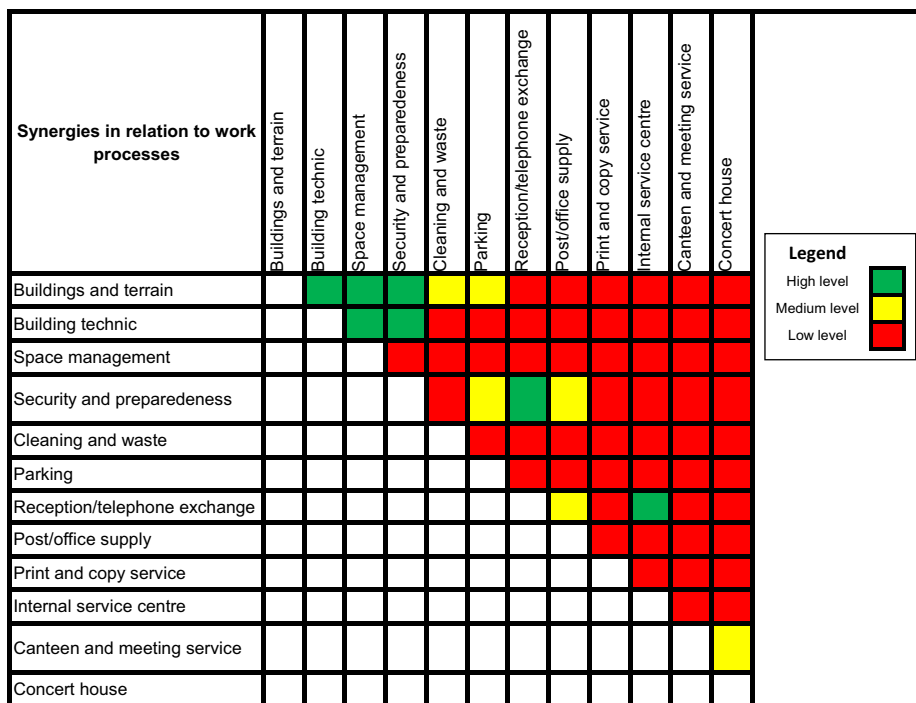 Synergies in relation to work
processes
Buildings and terrain
Building technic
Space management
Security and preparedeness
Cleaning and waste
Parking
Reception/telephone exchange
Post/office supply
Print and copy service
Internal service centre
Canteen and meeting service
Concert house
Buildings and terrain
Building technic
Space management
Security and preparedeness
Cleaning and waste
Parking
Reception/telephone exchange
Post/office supply
Print and copy service
Internal service centre
Canteen and meeting service
Concert house
Legend
High level
Medium level
Low level